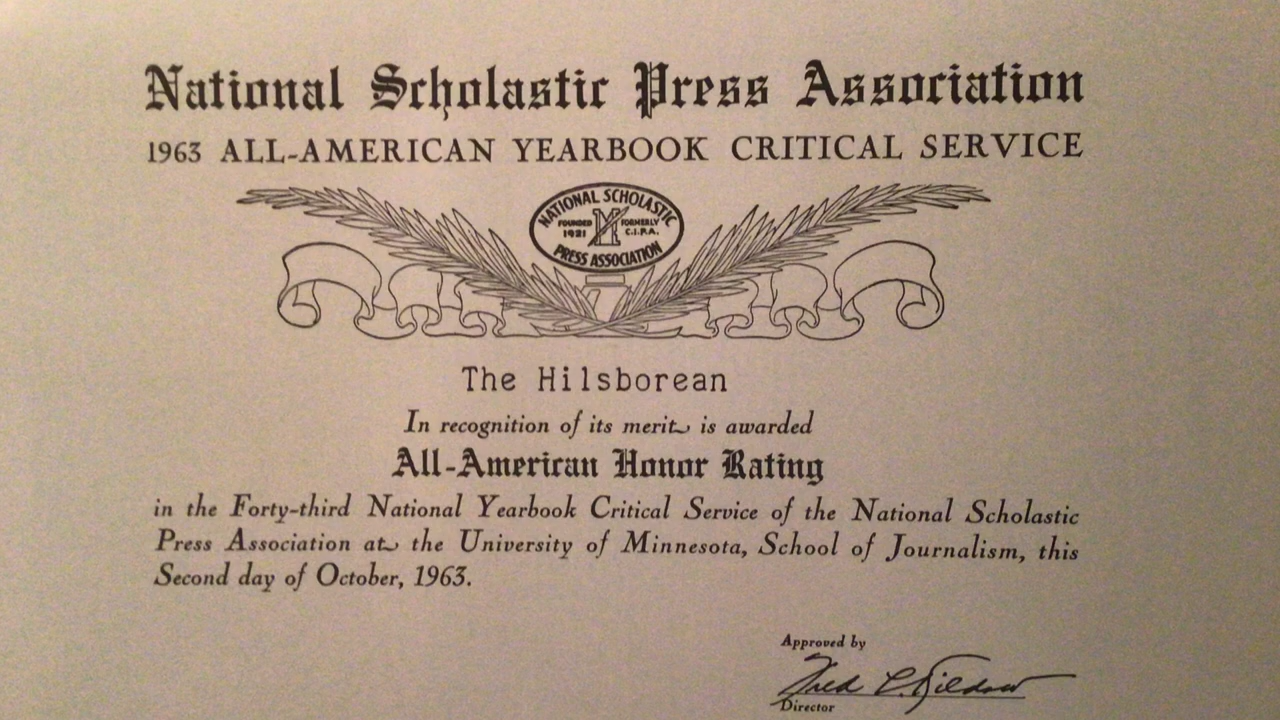 National Scholastic Press Association
1963 ALL-AMERICAN YEARBOOK CRITICAL SERVICE
NATIONAL SCHOLASTIC
FOUNDED FORMERLY
1921 C.I.P.A.
PRESS ASSOCIATION
The Hilsborean
In recognition of its merit is awarded
All-American Honor Rating
in the Forty-third National Yearbook Critical Service of the National Scholastic
Press Association at the University of Minnesota, School of Journalism, this
Second day of October, 1963.
Approved by
Fred L. Kildow
Director